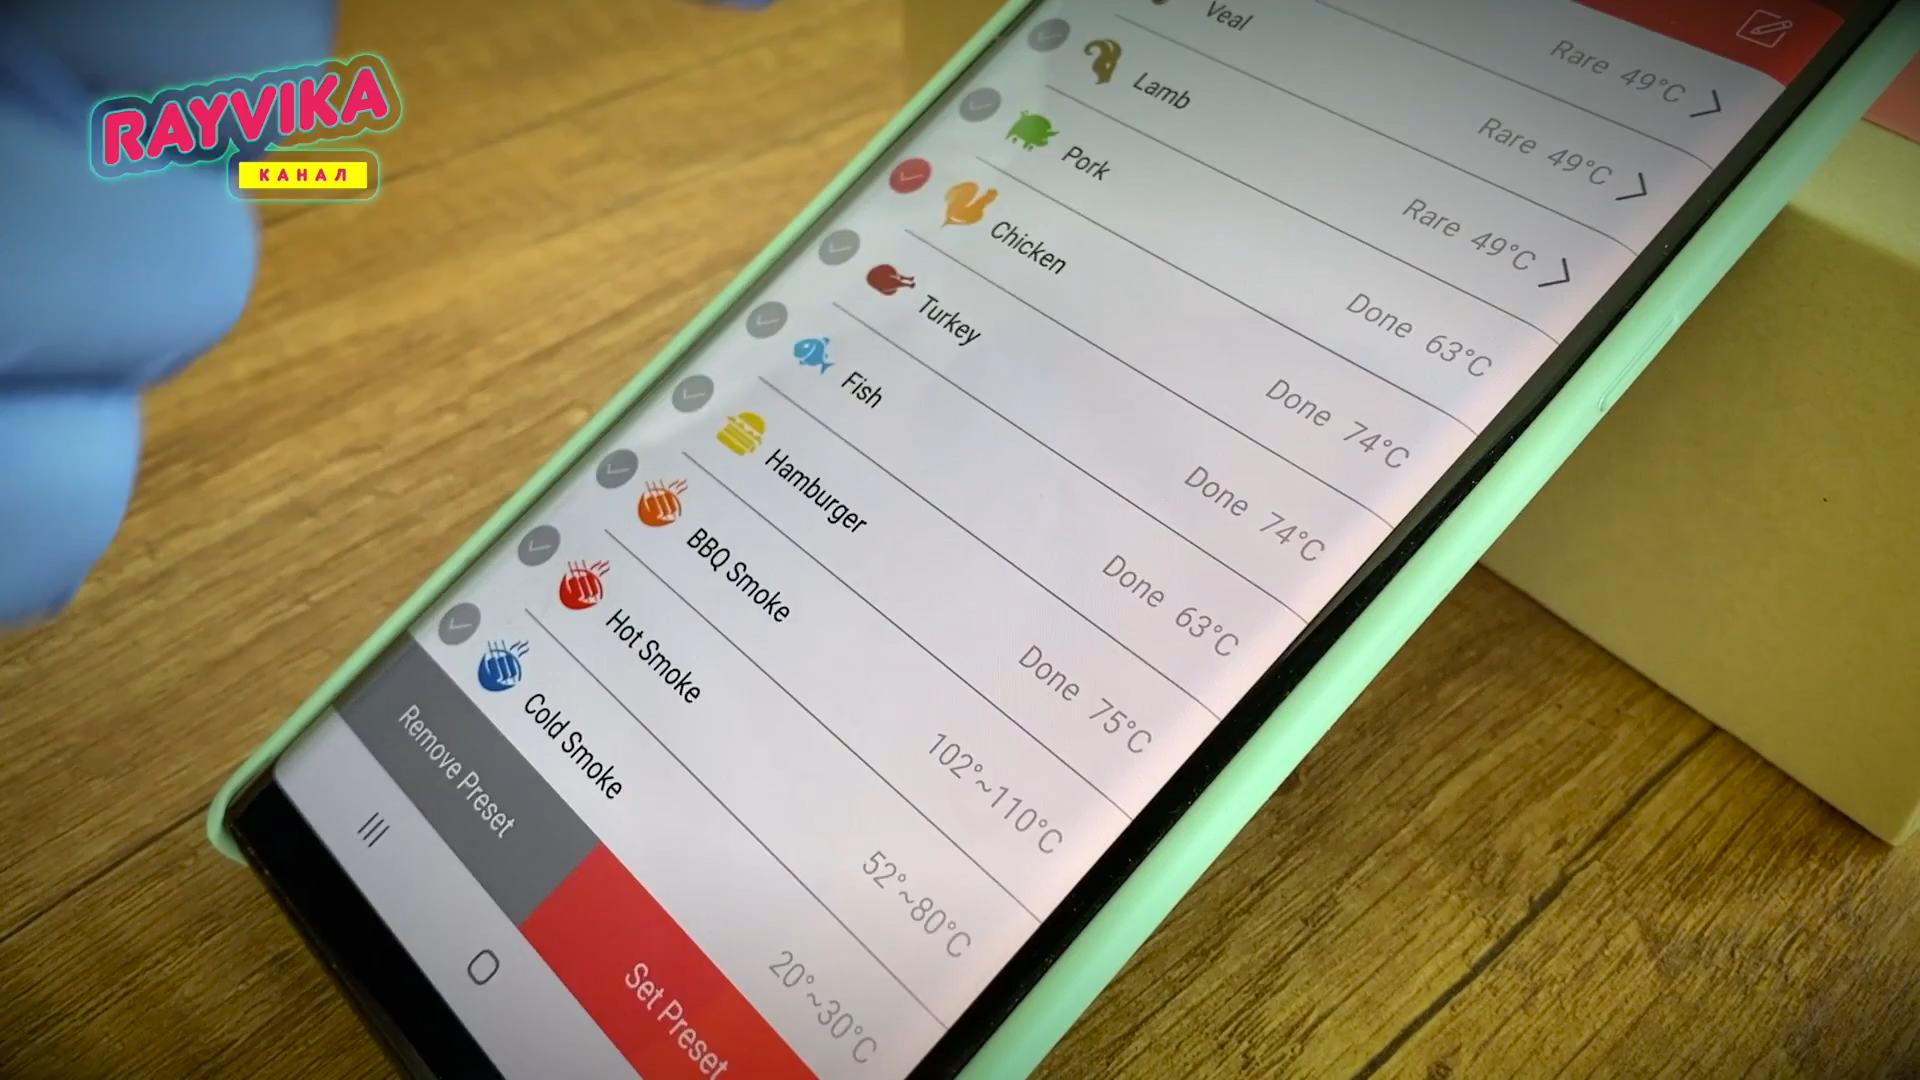 RAYVIKA
КАНАЛ
Rare 49°C
Veal Rare 49°C
Lamb Rare 49°C
Pork Done 63°C
Chicken Done 74°C
Turkey Done 74°C
Fish Done 63°C
Hamburger Done 75°C
BBQ Smoke 102°~110°C
Hot Smoke 52°~80°C
Cold Smoke 20°~30°C
Remove Preset Set Preset